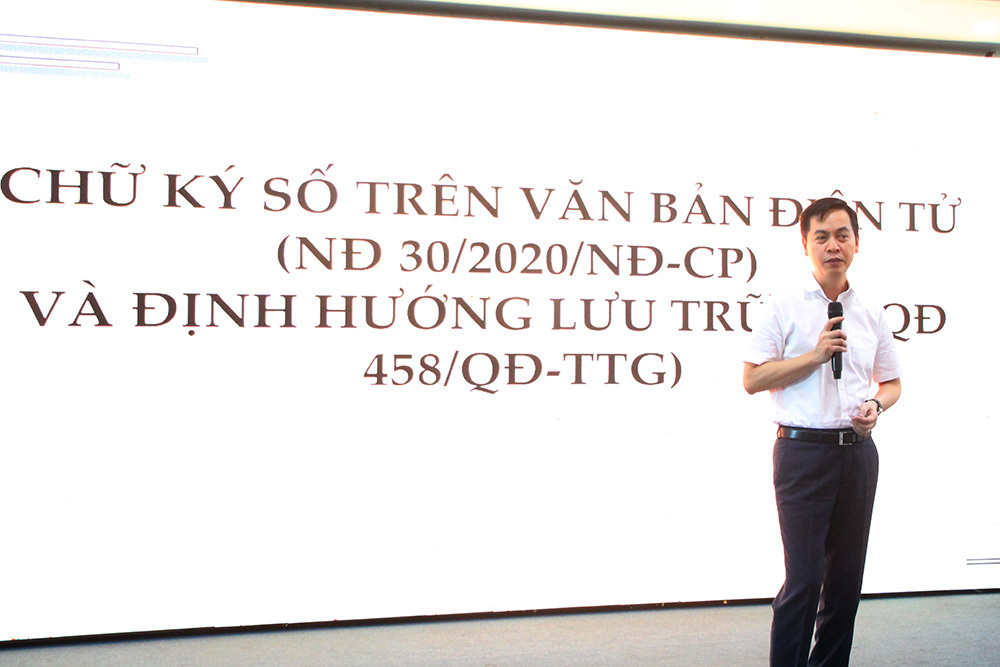 CHỮ KÝ SỐ TRÊN VĂN BẢN ĐIỆN TỬ
(NĐ 30/2020/NĐ-CP)
VÀ ĐỊNH HƯỚNG LƯU TRỮ QĐ
458/QĐ-TTG)